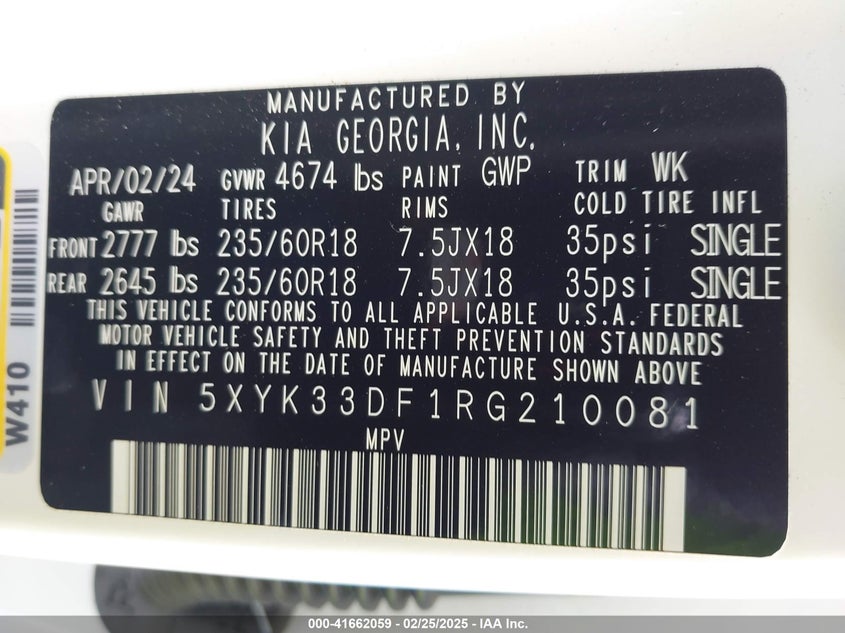 MANUFACTURED BY
KIA GEORGIA, INC.
APR/02/24 GVWR 4674 lbs PAINT GWP TRIM WK
GAWR TIRES RIMS COLD TIRE INFL
FRONT 2777 lbs 235/60R18 7.5JX18 35psi SINGLE
REAR 2645 lbs 235/60R18 7.5JX18 35psi SINGLE
THIS VEHICLE CONFORMS TO ALL APPLICABLE U.S.A. FEDERAL
MOTOR VEHICLE SAFETY AND THEFT PREVENTION STANDARDS
IN EFFECT ON THE DATE OF MANUFACTURE SHOWN ABOVE
VIN 5XYK33DF1RG210081
MPV
W410
000-41662059 - 02/25/2025 - IAA Inc.